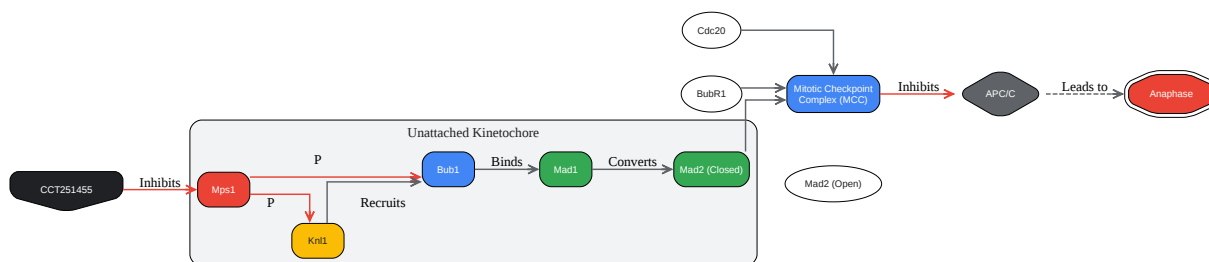 Cdc20
BubR1
Mitotic Checkpoint
Complex (MCC)
Inhibits
APC/C
Leads to
Anaphase
Unattached Kinetochore
CCT251455
Inhibits
Mps1
P
P
Bub1
Binds
Mad1
Converts
Mad2 (Closed)
Mad2 (Open)
Recruits
Knl1